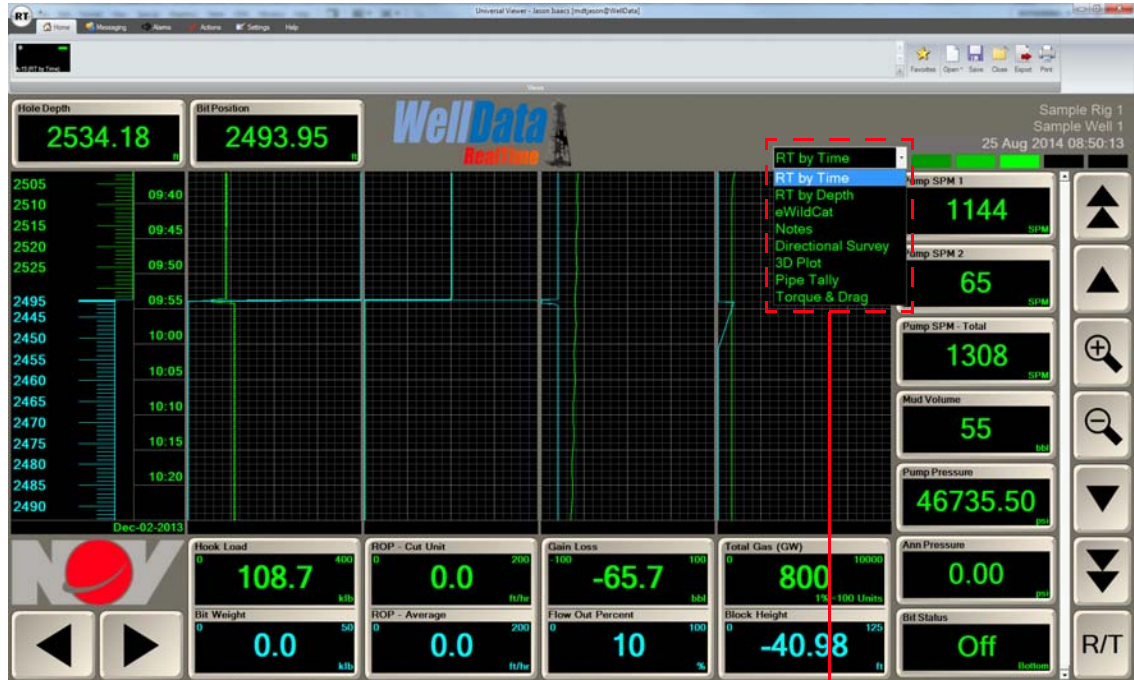 RT
Universal Viewer - Jason Isaacs [mdtjason@WellData]
Home Messaging Alarms Actions Settings Help
A-15 (RT by Time)
Favorites Open Save Close Export Print
Views
Hole Depth
2534.18
ft
Bit Position
2493.95
ft
WellData
RealTime
Sample Rig 1
Sample Well 1
25 Aug 2014 08:50:13
RT by Time
RT by Time
RT by Depth
eWildCat
Notes
Directional Survey
3D Plot
Pipe Tally
Torque & Drag
2505
2510
2515
2520
2525
2495
2445
2450
2455
2460
2465
2470
2475
2480
2485
2490
09:40
09:45
09:50
09:55
10:00
10:05
10:10
10:15
10:20
Dec-02-2013
Pump SPM 1
1144
SPM
Pump SPM 2
65
SPM
Pump SPM - Total
1308
SPM
Mud Volume
55
bbl
Pump Pressure
46735.50
psi
Ann Pressure
0.00
psi
Bit Status
Off
Bottom
R/T
NOV
Hook Load
0 400
108.7
klb
Bit Weight
0 50
0.0
klb
ROP - Cut Unit
0 200
0.0
ft/hr
ROP - Average
0 200
0.0
ft/hr
Gain Loss
-100 100
-65.7
bbl
Flow Out Percent
0 100
10
%
Total Gas (GW)
0 10000
800
1% =100 Units
Block Height
0 125
-40.98
ft